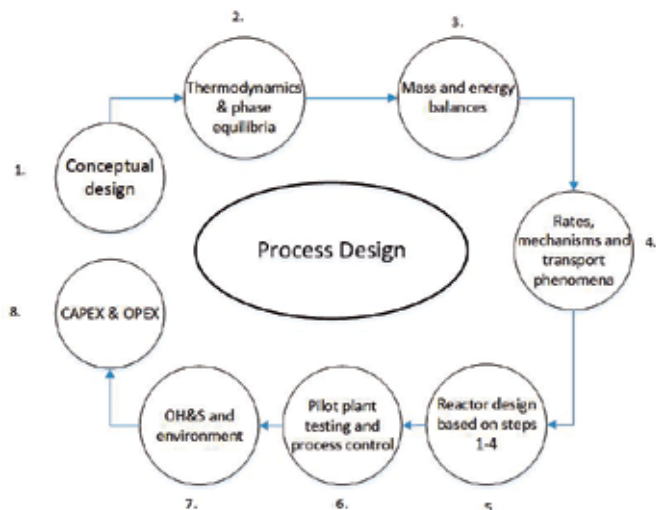 1.
Conceptual
design
2.
Thermodynamics
& phase
equilibria
3.
Mass and energy
balances
4.
Rates,
mechanisms and
transport
phenomena
Process Design
5.
Reactor design
based on steps
1-4
6.
Pilot plant
testing and
process control
7.
OH&S and
environment
8.
CAPEX & OPEX